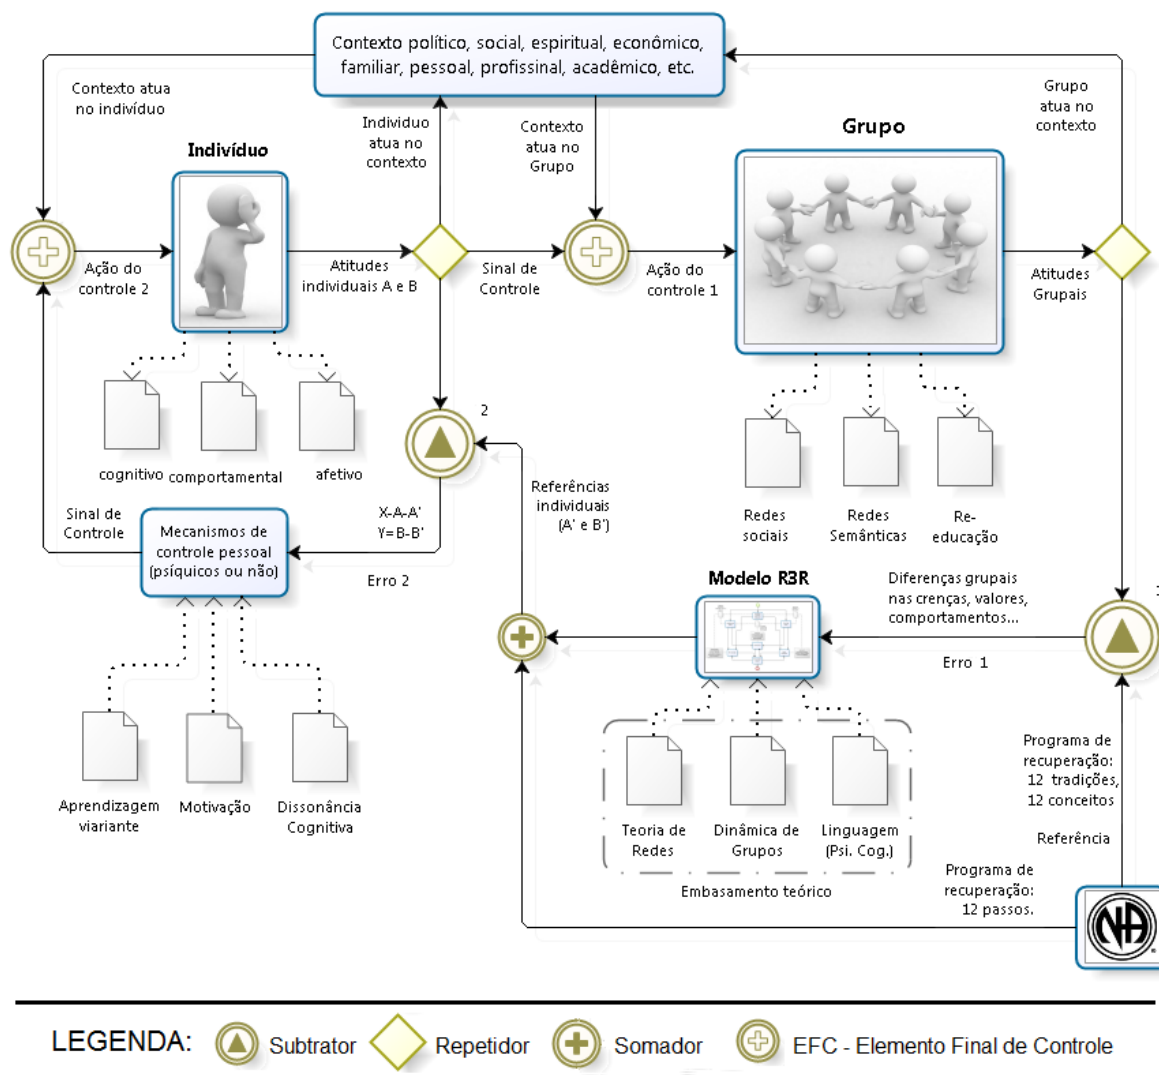 Contexto político, social, espiritual, econômico,
familiar, pessoal, profissinal, acadêmico, etc.
Contexto atua
no indivíduo
Individuo
atua no
contexto
Contexto
atua no
Grupo
Grupo
atua no
contexto
Indivíduo
Grupo
Ação do
controle 2
Atitudes
individuais A e B
Sinal de
Controle
Ação do
controle 1
Atitudes
Grupais
cognitivo
comportamental
afetivo
2
Redes
sociais
Redes
Semânticas
Re-
educação
Referências
individuais
(A' e B')
Sinal de
Controle
X-A-A'
Y=B-B'
Mecanismos de
controle pessoal
(psíquicos ou não)
Erro 2
Modelo R3R
Diferenças grupais
nas crenças, valores,
comportamentos...
Erro 1
Aprendizagem
viariante
Motivação
Dissonância
Cognitiva
Teoria de
Redes
Dinâmica de
Grupos
Linguagem
(Psi. Cog.)
Embasamento teórico
Programa de
recuperação:
12 tradições,
12 conceitos
Referência
Programa de
recuperação:
12 passos.
NA
LEGENDA:
Subtrator
Repetidor
Somador
EFC - Elemento Final de Controle